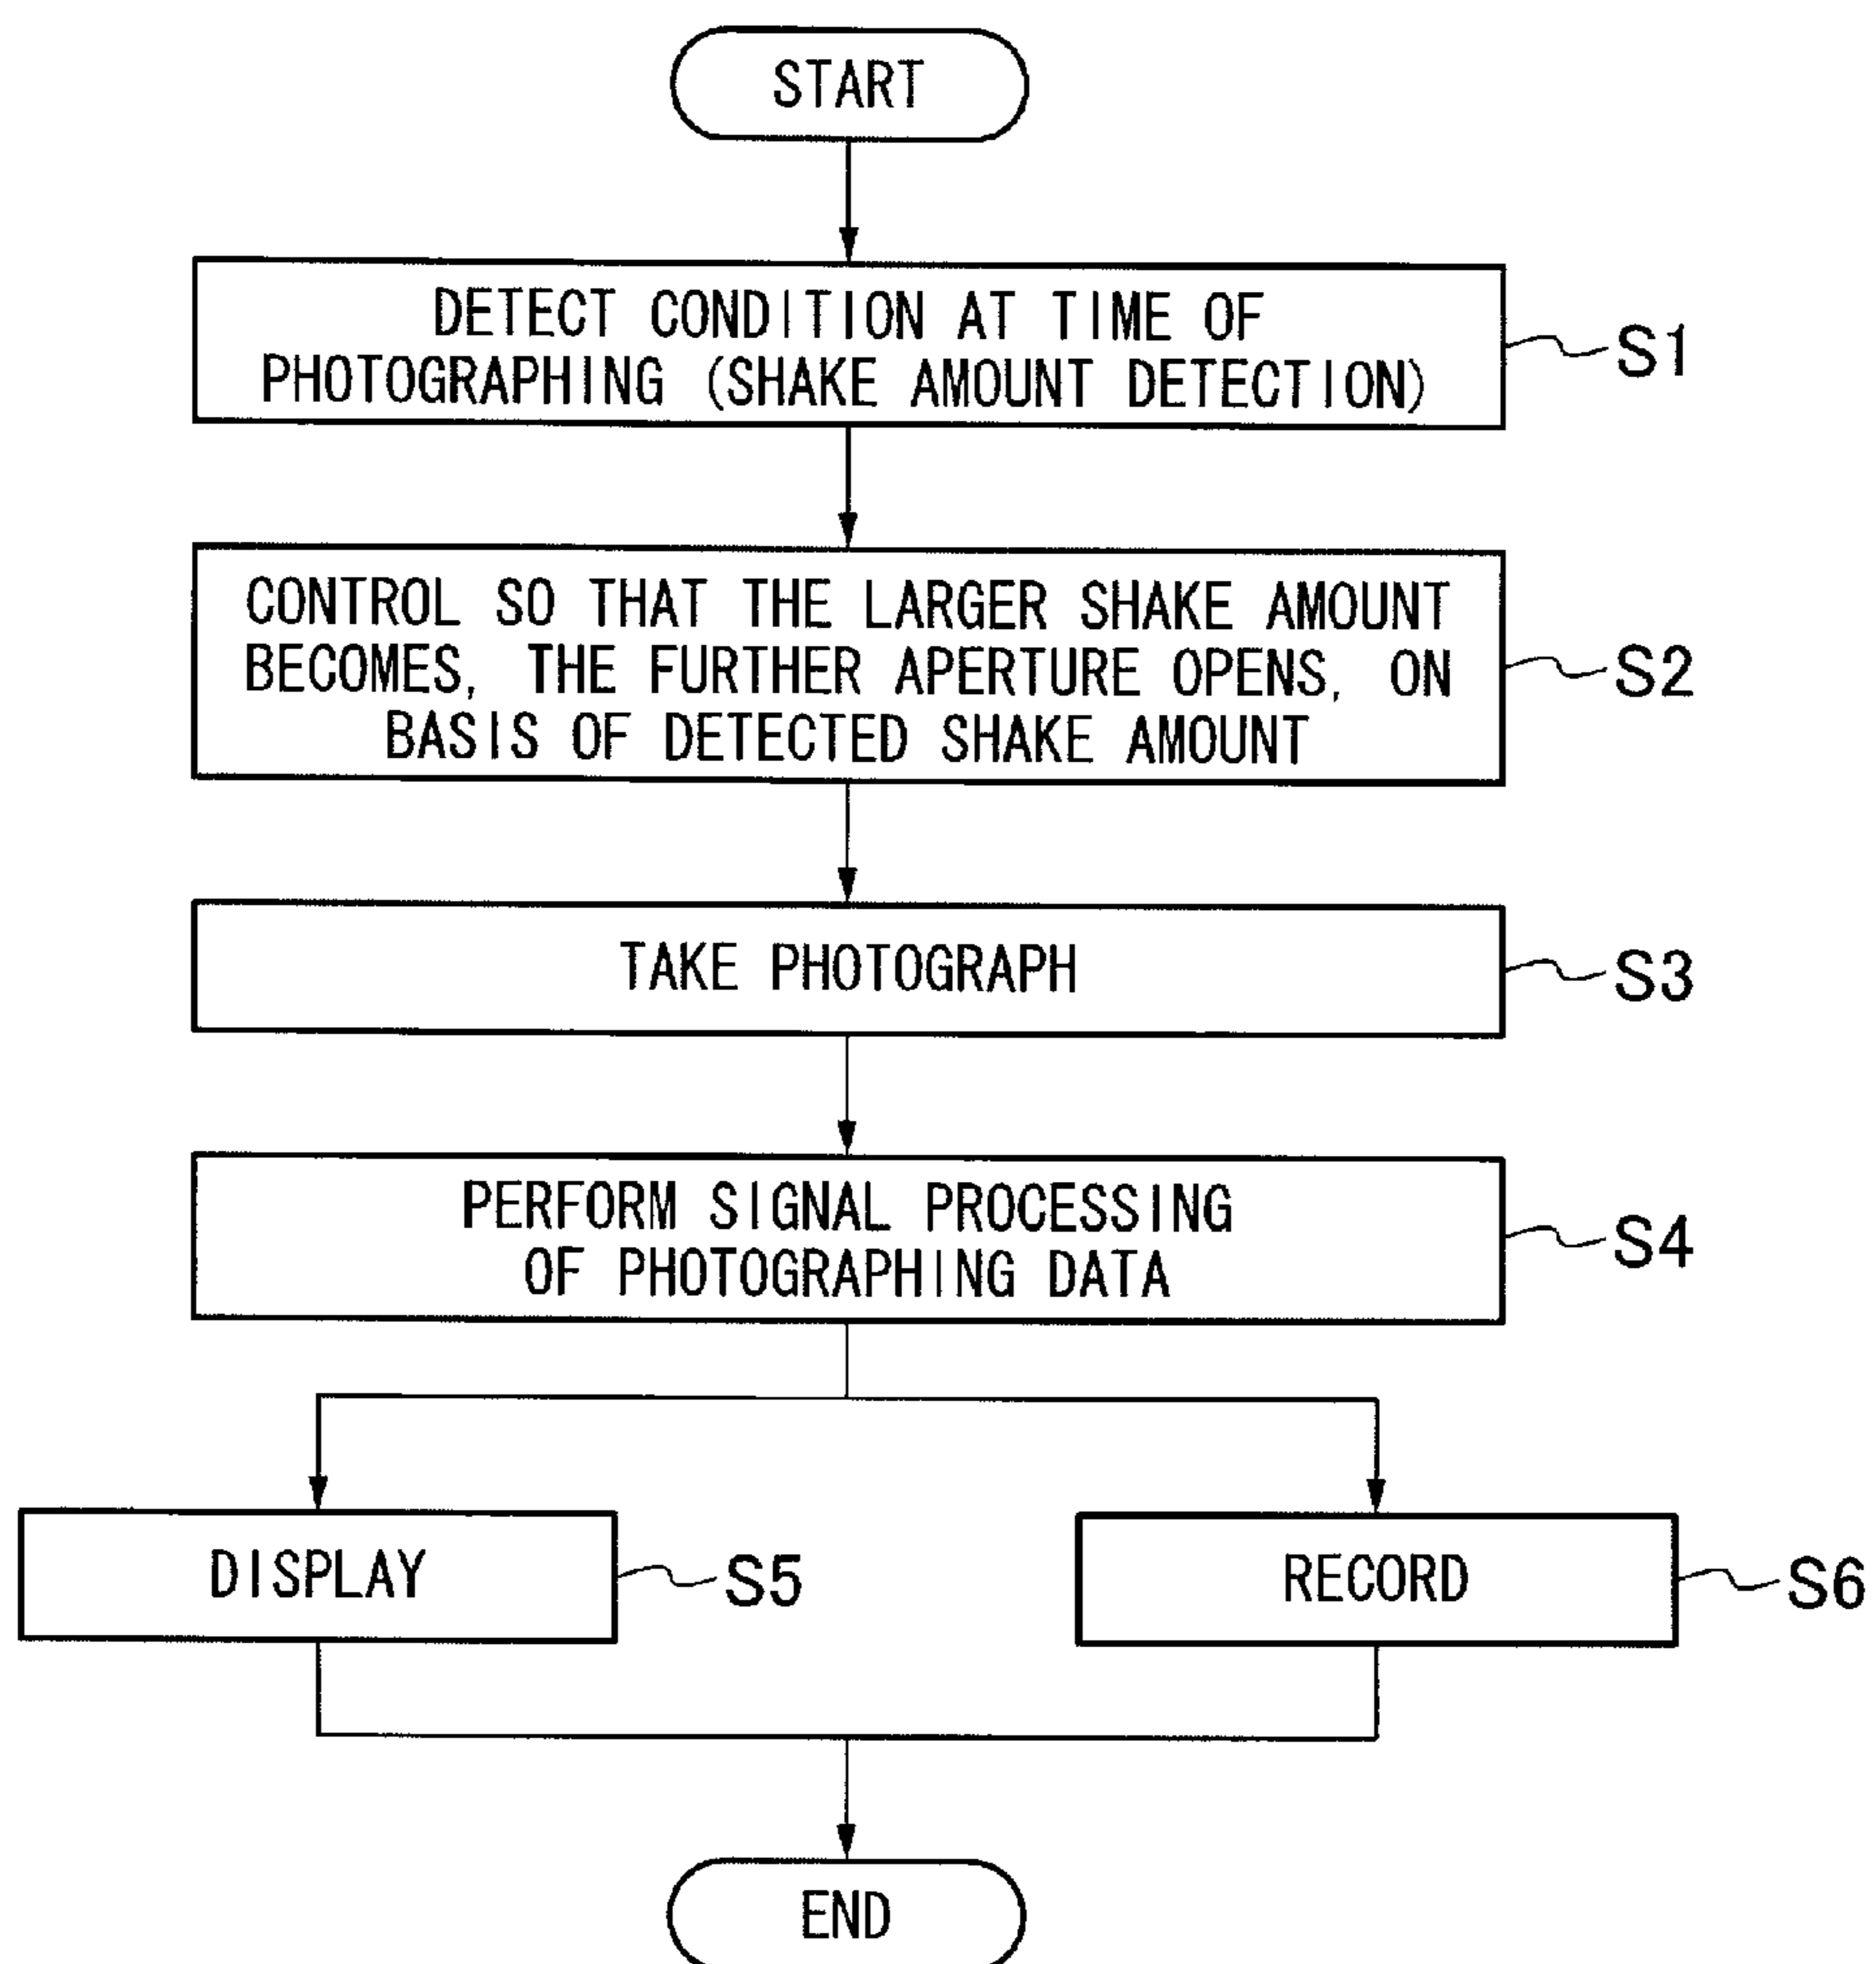 START
DETECT CONDITION AT TIME OF
PHOTOGRAPHING (SHAKE AMOUNT DETECTION)
S1
CONTROL SO THAT THE LARGER SHAKE AMOUNT
BECOMES, THE FURTHER APERTURE OPENS, ON
BASIS OF DETECTED SHAKE AMOUNT
S2
TAKE PHOTOGRAPH
S3
PERFORM SIGNAL PROCESSING
OF PHOTOGRAPHING DATA
S4
DISPLAY
S5
RECORD
S6
END